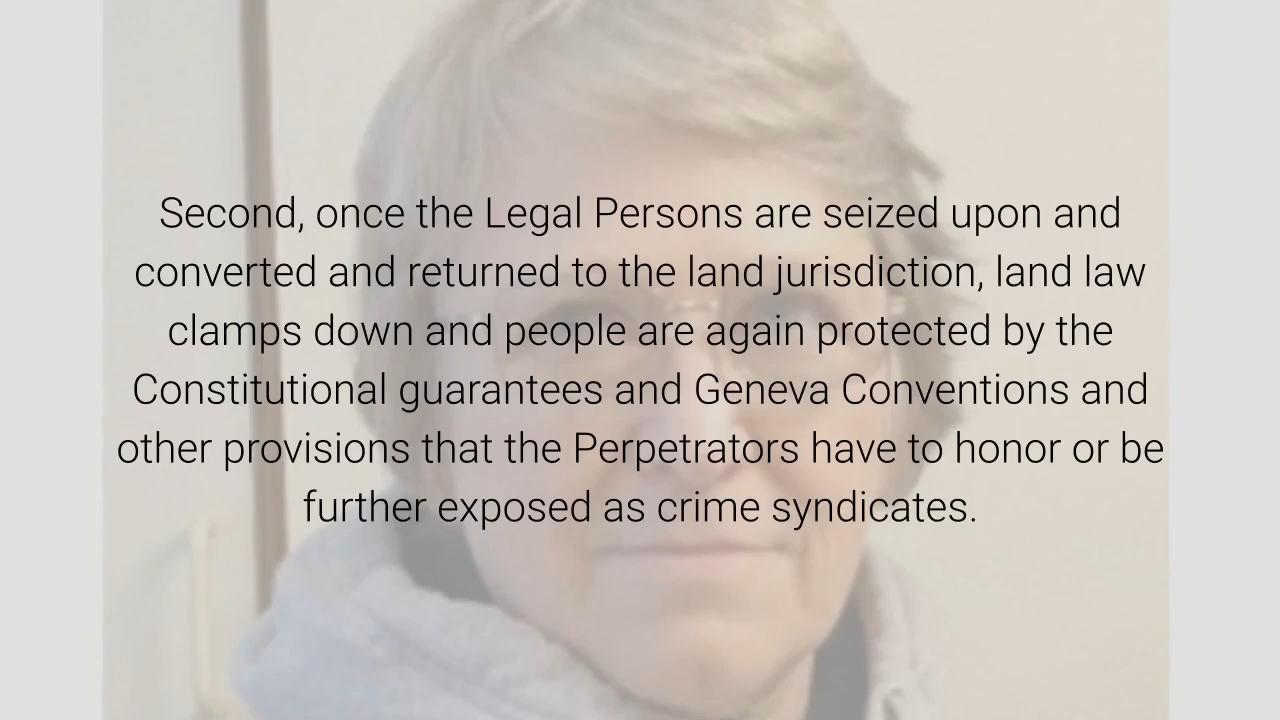 Second, once the Legal Persons are seized upon and
converted and returned to the land jurisdiction, land law
clamps down and people are again protected by the
Constitutional guarantees and Geneva Conventions and
other provisions that the Perpetrators have to honor or be
further exposed as crime syndicates.